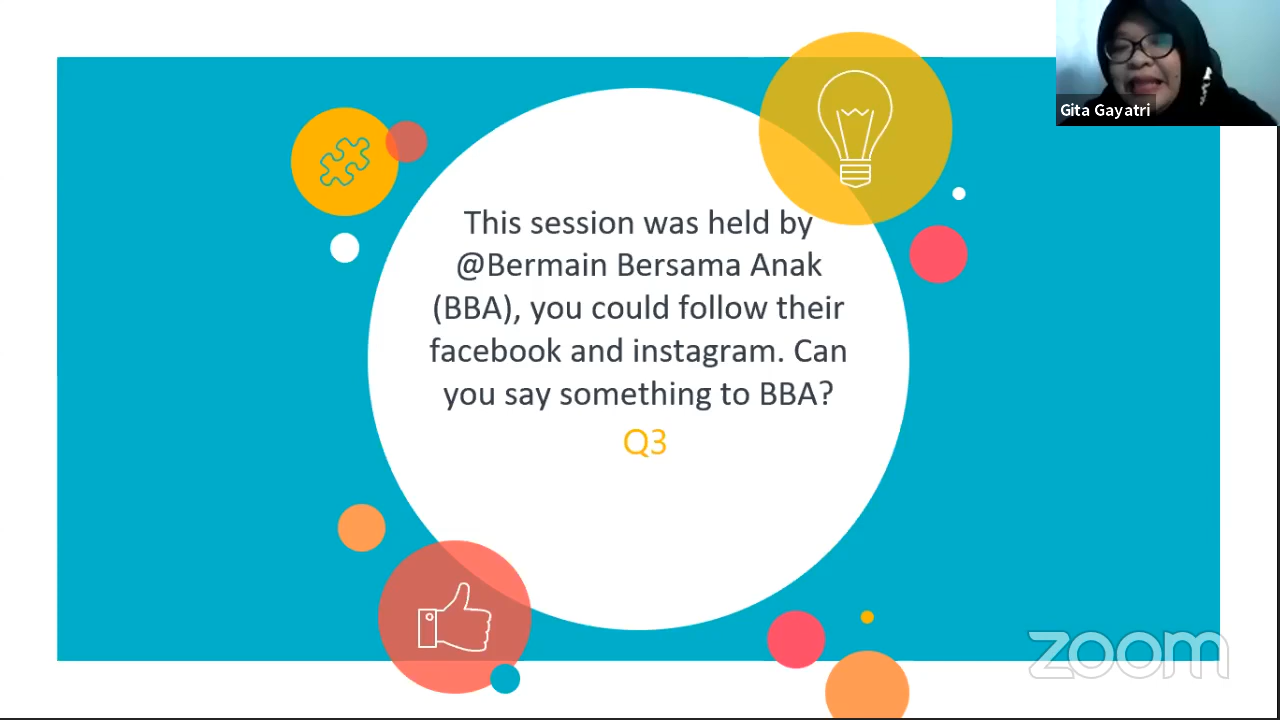 Gita Gayatri
This session was held by
@Bermain Bersama Anak
(BBA), you could follow their
facebook and instagram. Can
you say something to BBA?
Q3
zoom